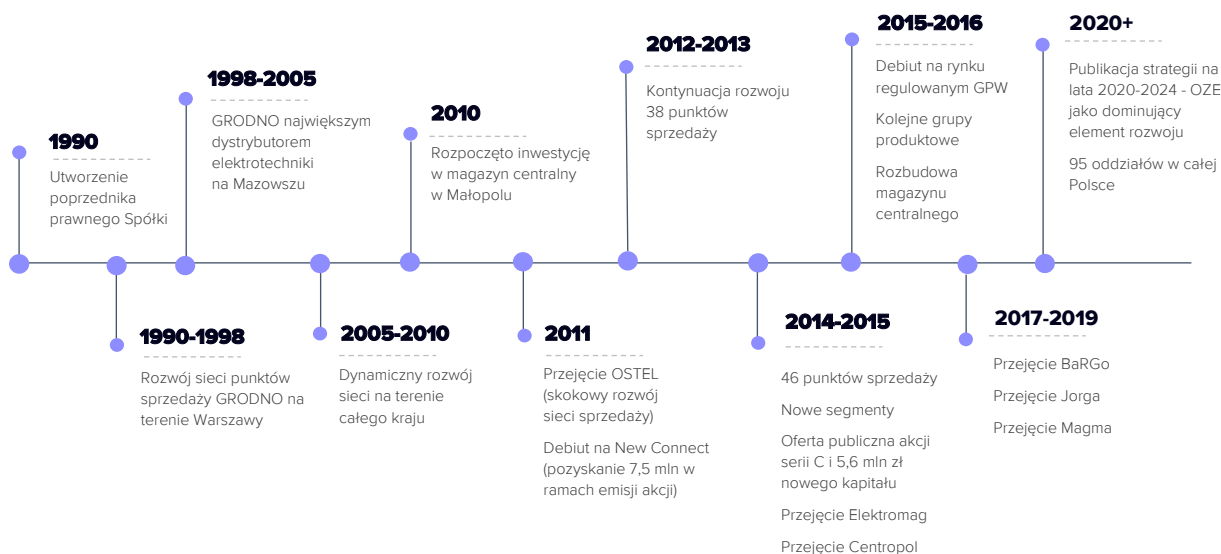 1990
Utworzenie
poprzednika
prawnego Spółki
1990-1998
Rozwój sieci punktów
sprzedaży GRODNO na
terenie Warszawy
1998-2005
GRODNO największym
dystrybutorem
elektrotechniki
na Mazowszu
2005-2010
Dynamiczny rozwój
sieci na terenie
całego kraju
2010
Rozpoczęto inwestycję
w magazyn centralny
w Małopolu
2011
Przejęcie OSTEL
(skokowy rozwój
sieci sprzedaży)
Debiut na New Connect
(pozyskanie 7,5 mln w
ramach emisji akcji)
2012-2013
Kontynuacja rozwoju
38 punktów
sprzedaży
2014-2015
46 punktów sprzedaży
Nowe segmenty
Oferta publiczna akcji
serii C i 5,6 mln zł
nowego kapitału
Przejęcie Elektromag
Przejęcie Centropol
2015-2016
Debiut na rynku
regulowanym GPW
Kolejne grupy
produktowe
Rozbudowa
magazynu
centralnego
2017-2019
Przejęcie BaRGo
Przejęcie Jorga
Przejęcie Magma
2020+
Publikacja strategii na
lata 2020-2024 - OZE
jako dominujący
element rozwoju
95 oddziałów w całej
Polsce